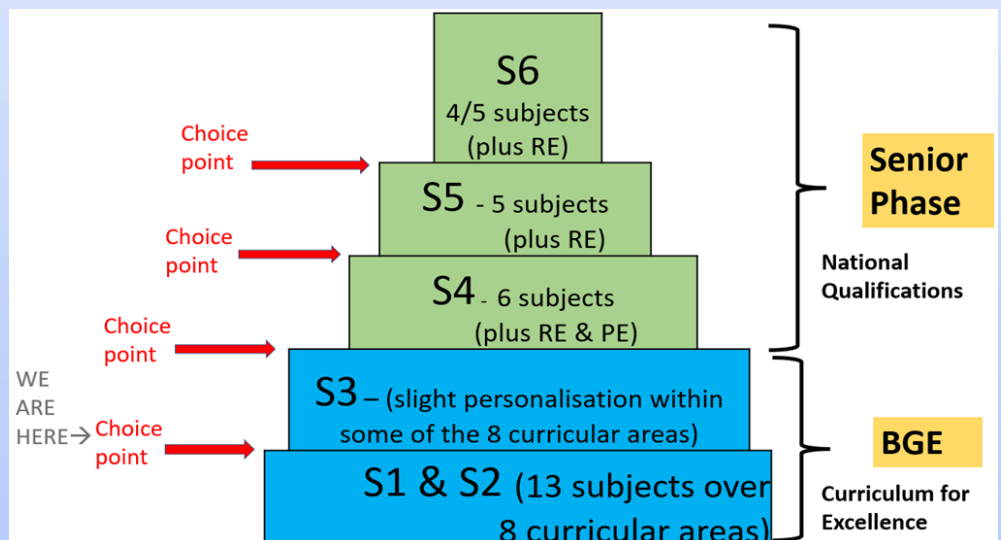 S6
4/5 subjects
(plus RE)
Choice
point
S5 - 5 subjects
(plus RE)
Senior
Phase
Choice
point
S4 - 6 subjects
(plus RE & PE)
National
Qualifications
Choice
point
S3 – (slight personalisation within
some of the 8 curricular areas)
WE
ARE
HERE→
Choice
point
S1 & S2 (13 subjects over
8 curricular areas)
BGE
Curriculum for
Excellence